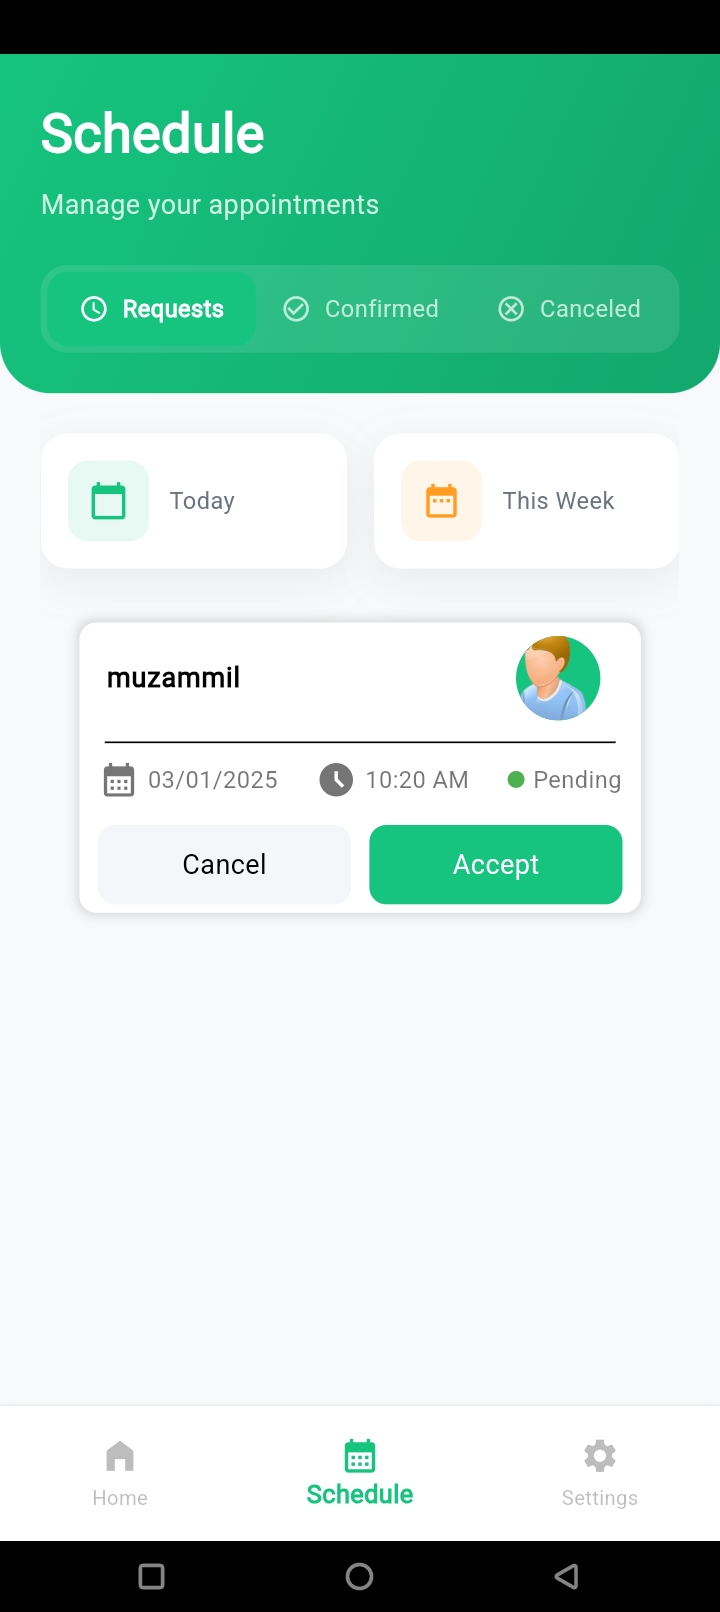 Schedule
Manage your appointments
Requests Confirmed Canceled
Today This Week
muzammil
03/01/2025 10:20 AM Pending
Cancel Accept
Home Schedule Settings